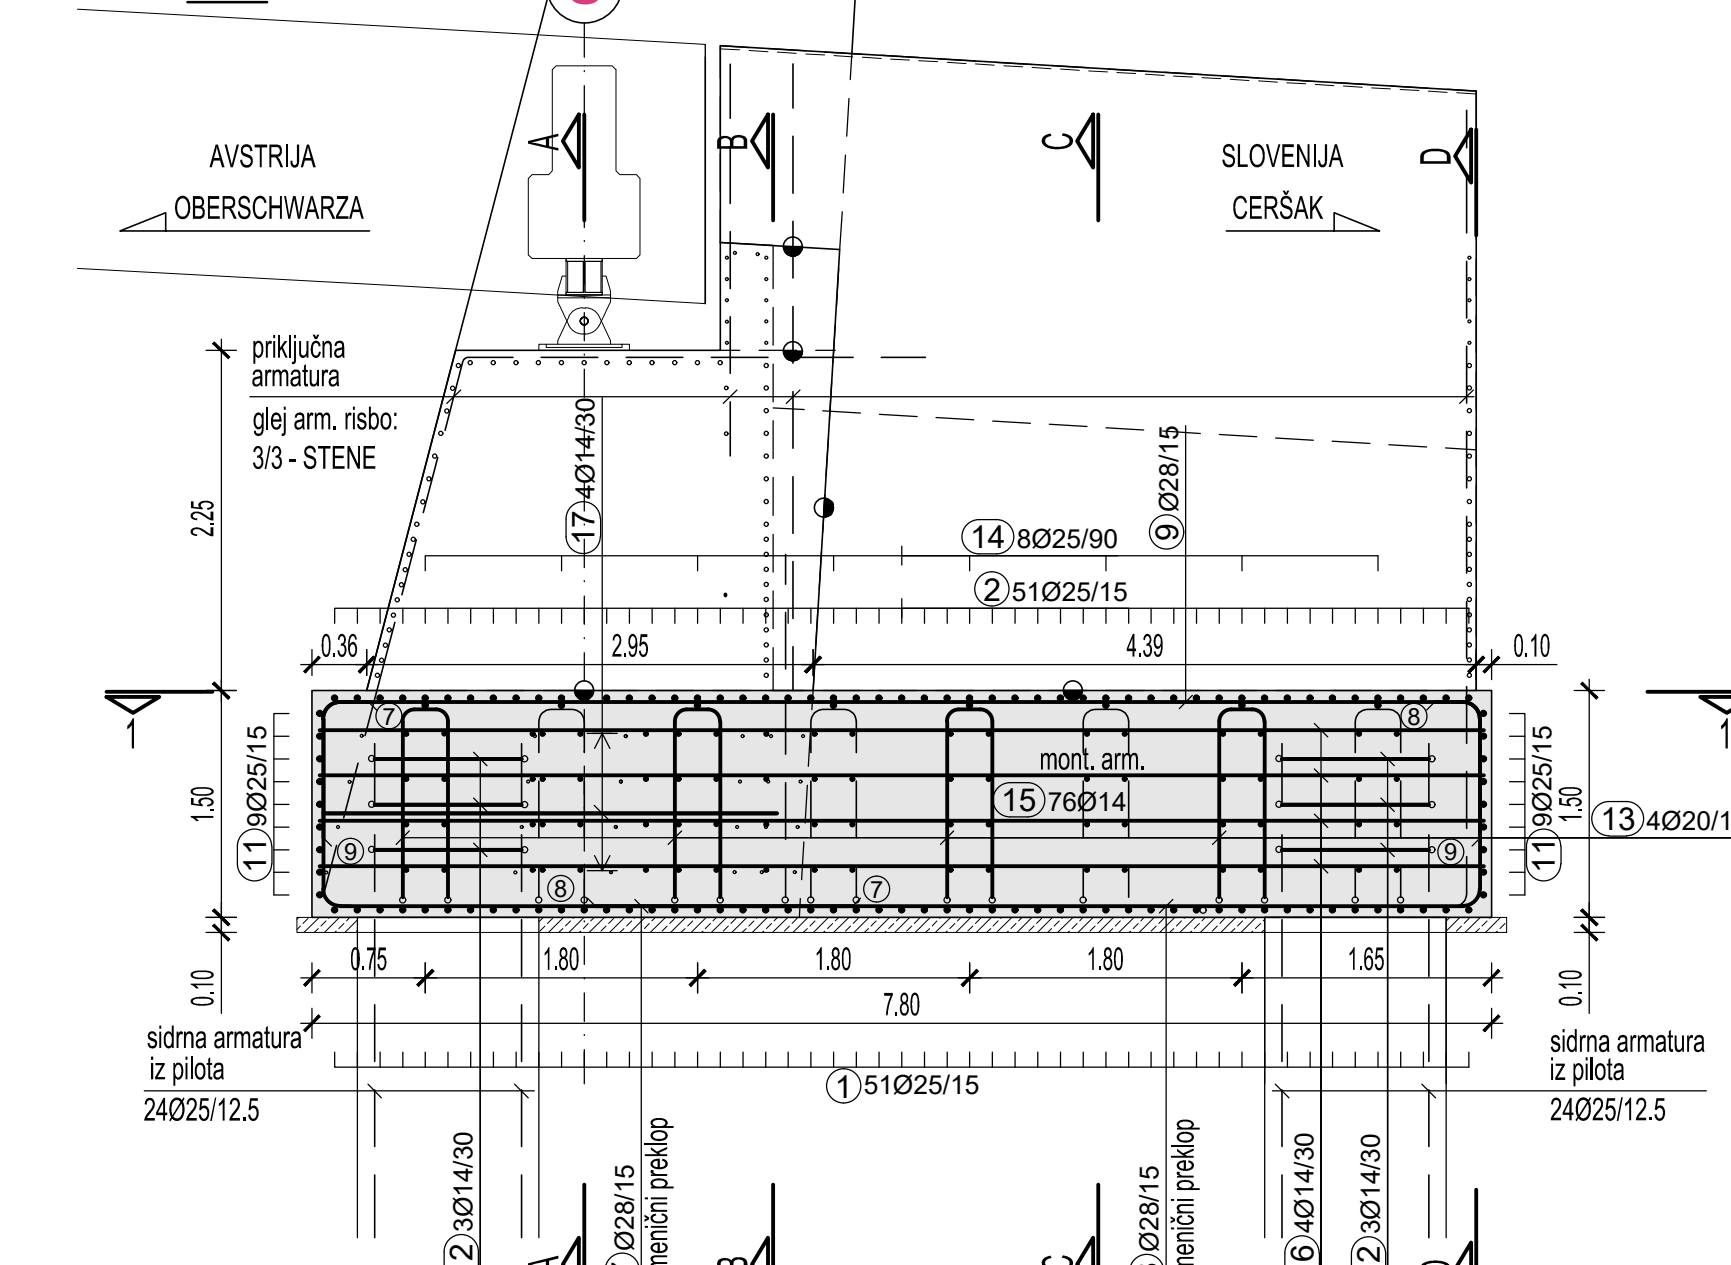 AVSTRIJA
OBERSCHWARZA
A
B
C
D
SLOVENIJA
CERŠAK
priključna
armatura
glej arm. risbo:
3/3 - STENE
2.25
17 4Ø14/30
9 Ø28/15
14 8Ø25/90
2 51Ø25/15
0.36
2.95
4.39
0.10
1
1
7
8
mont. arm.
15 76Ø14
11 9Ø25/15
1.50
9
8
7
9
11 9Ø25/15
1.50
13 4Ø20/1
0.75
1.80
1.80
1.80
1.65
7.80
0.10
0.10
sidrna armatura
iz pilota
24Ø25/12.5
1 51Ø25/15
sidrna armatura
iz pilota
24Ø25/12.5
2 3Ø14/30
Ø28/15
menični preklop
Ø28/15
menični preklop
6 4Ø14/30
2 3Ø14/30
A
B
C